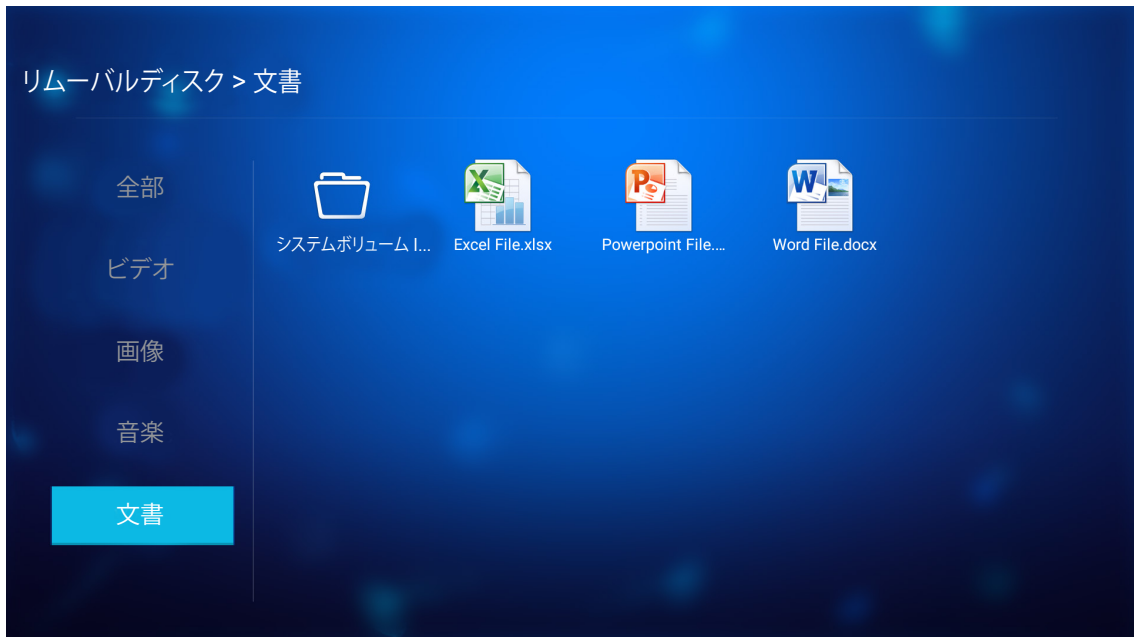 リムーバルディスク > 文書
全部
ビデオ
画像
音楽
文書
システムボリューム I...
Excel File.xlsx
Powerpoint File....
Word File.docx